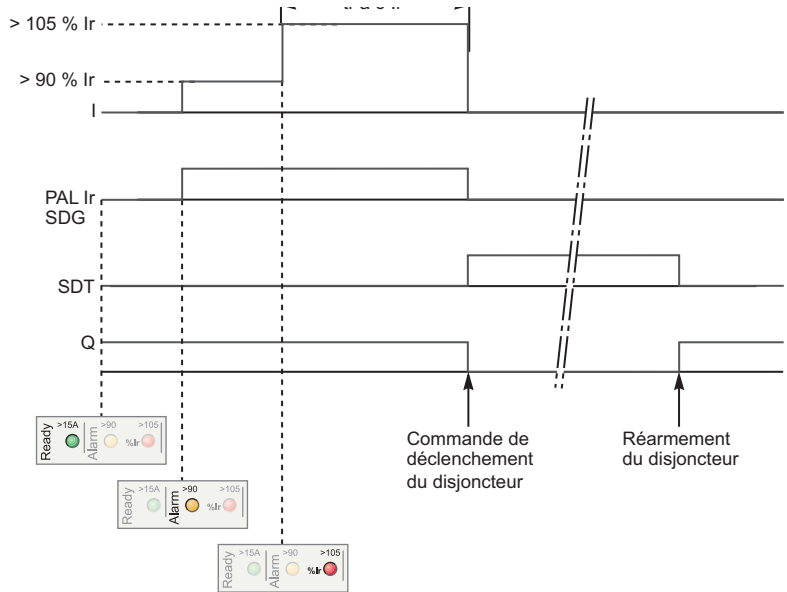 > 105 % Ir
> 90 % Ir
I
PAL Ir
SDG
SDT
Q
Commande de
déclenchement
du disjoncteur
Réarmement
du disjoncteur
Ready >15A Alarm >90 %Ir >105
Ready >15A Alarm >90 %Ir >105
Ready >15A Alarm >90 %Ir >105